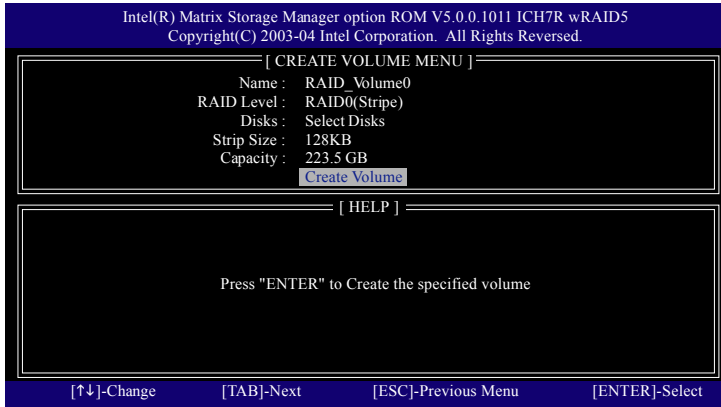 Intel(R) Matrix Storage Manager option ROM V5.0.0.1011 ICH7R wRAID5
Copyright(C) 2003-04 Intel Corporation.  All Rights Reversed.
[ CREATE VOLUME MENU ]
Name :  RAID_Volume0
RAID Level :  RAID0(Stripe)
Disks :  Select Disks
Strip Size :  128KB
Capacity :  223.5 GB
Create Volume
[ HELP ]
Press "ENTER" to Create the specified volume
[↑↓]-Change  [TAB]-Next  [ESC]-Previous Menu  [ENTER]-Select